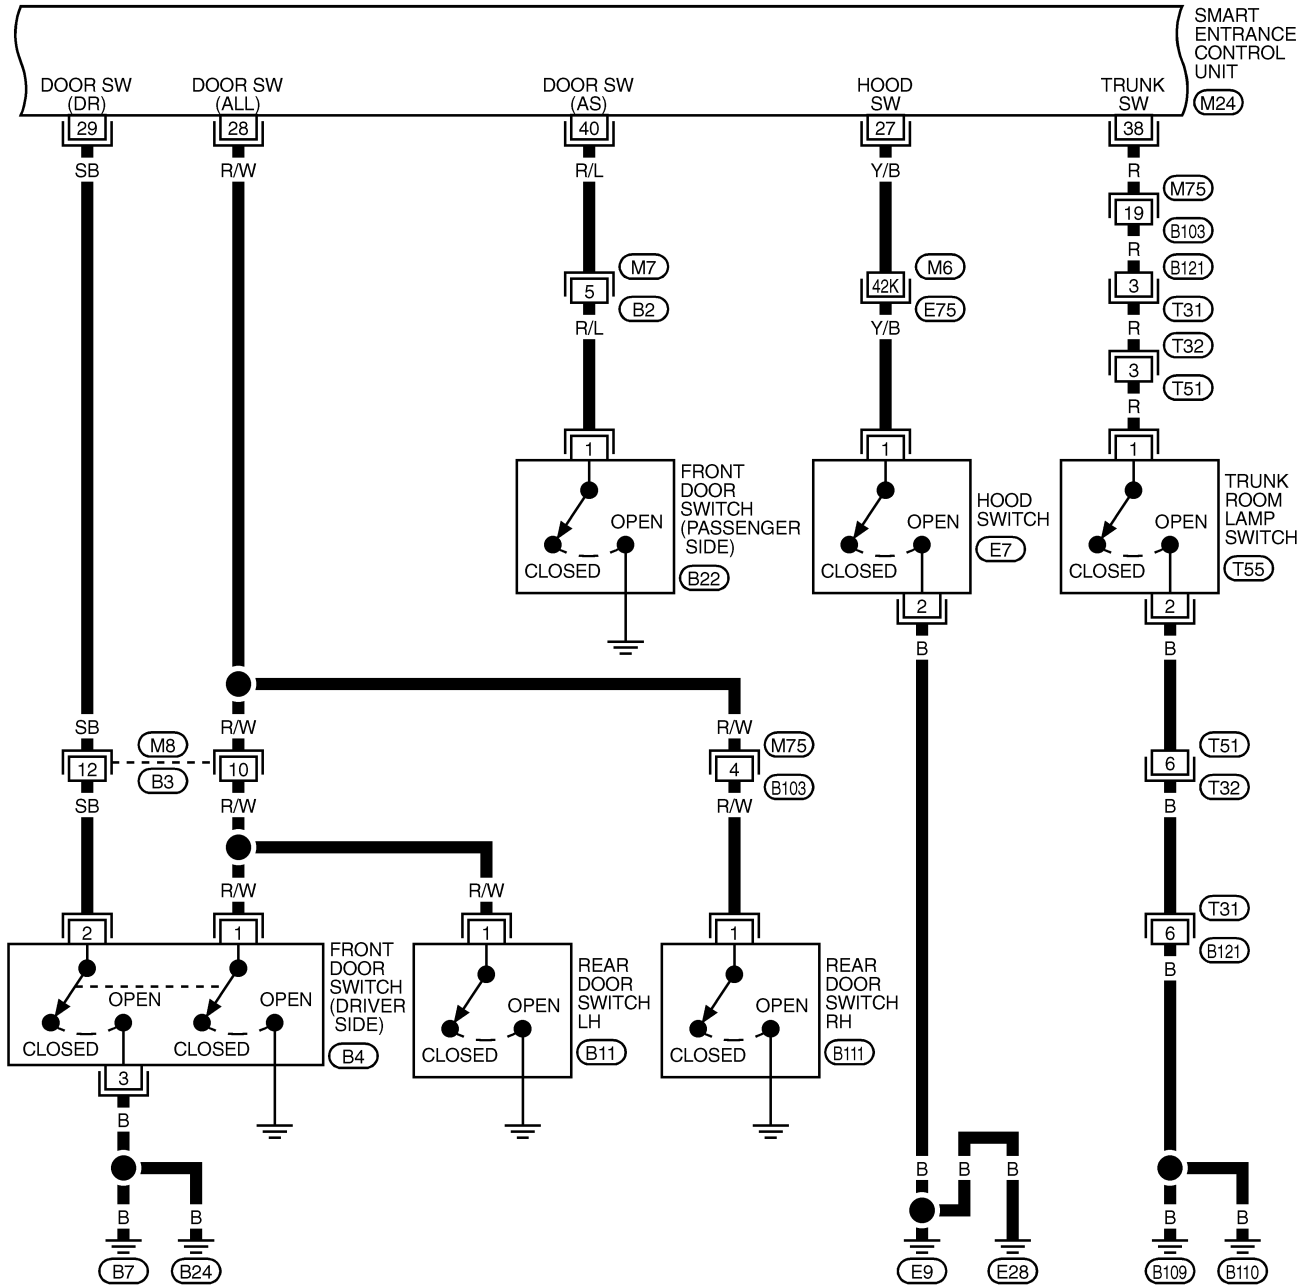 SMART
ENTRANCE
CONTROL
UNIT
M24
DOOR SW
(DR)
DOOR SW
(ALL)
DOOR SW
(AS)
HOOD
SW
TRUNK
SW
29
28
40
27
38
SB
R/W
R/L
Y/B
R
M75
19
B103
R
M7
5
B2
M6
42K
E75
B121
3
T31
R/L
Y/B
R
T32
3
T51
R
1
1
1
FRONT
DOOR
SWITCH
(PASSENGER
SIDE)
B22
OPEN
CLOSED
HOOD
SWITCH
E7
OPEN
CLOSED
TRUNK
ROOM
LAMP
SWITCH
T55
OPEN
CLOSED
2
2
B
B
SB
R/W
R/W
M8
B3
12
10
M75
4
B103
T51
6
T32
SB
R/W
R/W
B
R/W
R/W
T31
6
B121
2
1
1
1
B
FRONT
DOOR
SWITCH
(DRIVER
SIDE)
B4
OPEN
CLOSED
OPEN
CLOSED
REAR
DOOR
SWITCH
LH
B11
OPEN
CLOSED
REAR
DOOR
SWITCH
RH
B111
OPEN
CLOSED
3
B
B
B
B
B
B
B
B
B
B7
B24
E9
E28
B109
B110